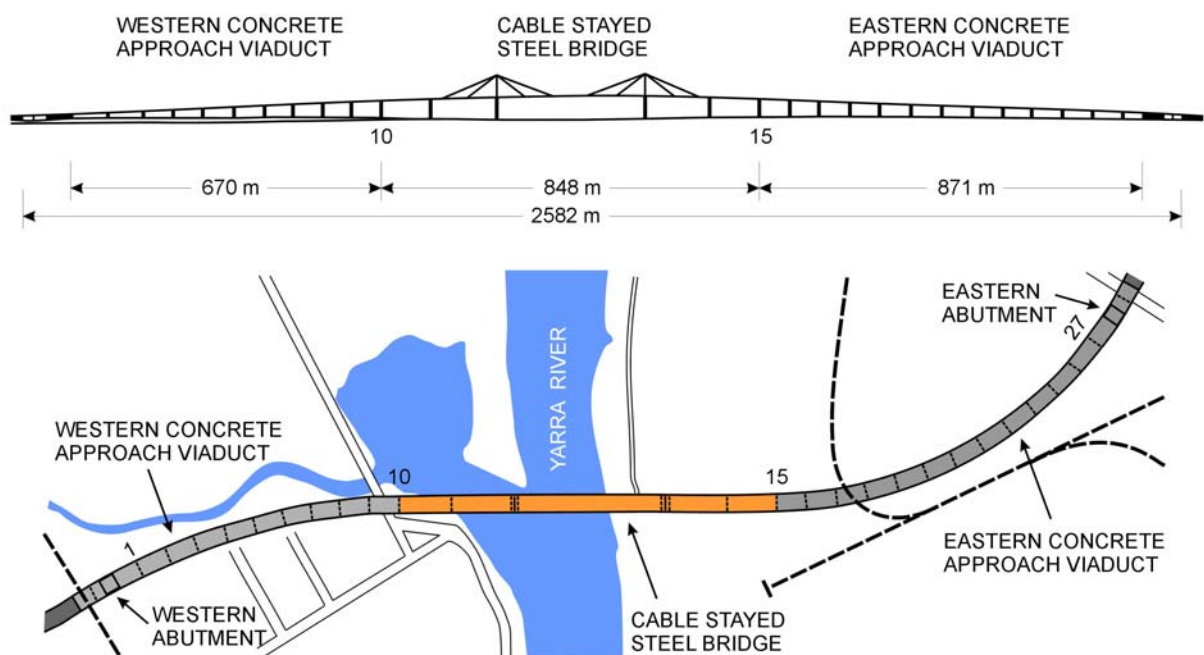 WESTERN CONCRETE
APPROACH VIADUCT
CABLE STAYED
STEEL BRIDGE
EASTERN CONCRETE
APPROACH VIADUCT
10
15
670 m
848 m
871 m
2582 m
EASTERN
ABUTMENT
27
YARRA RIVER
WESTERN CONCRETE
APPROACH VIADUCT
10
15
1
EASTERN CONCRETE
APPROACH VIADUCT
WESTERN
ABUTMENT
CABLE STAYED
STEEL BRIDGE